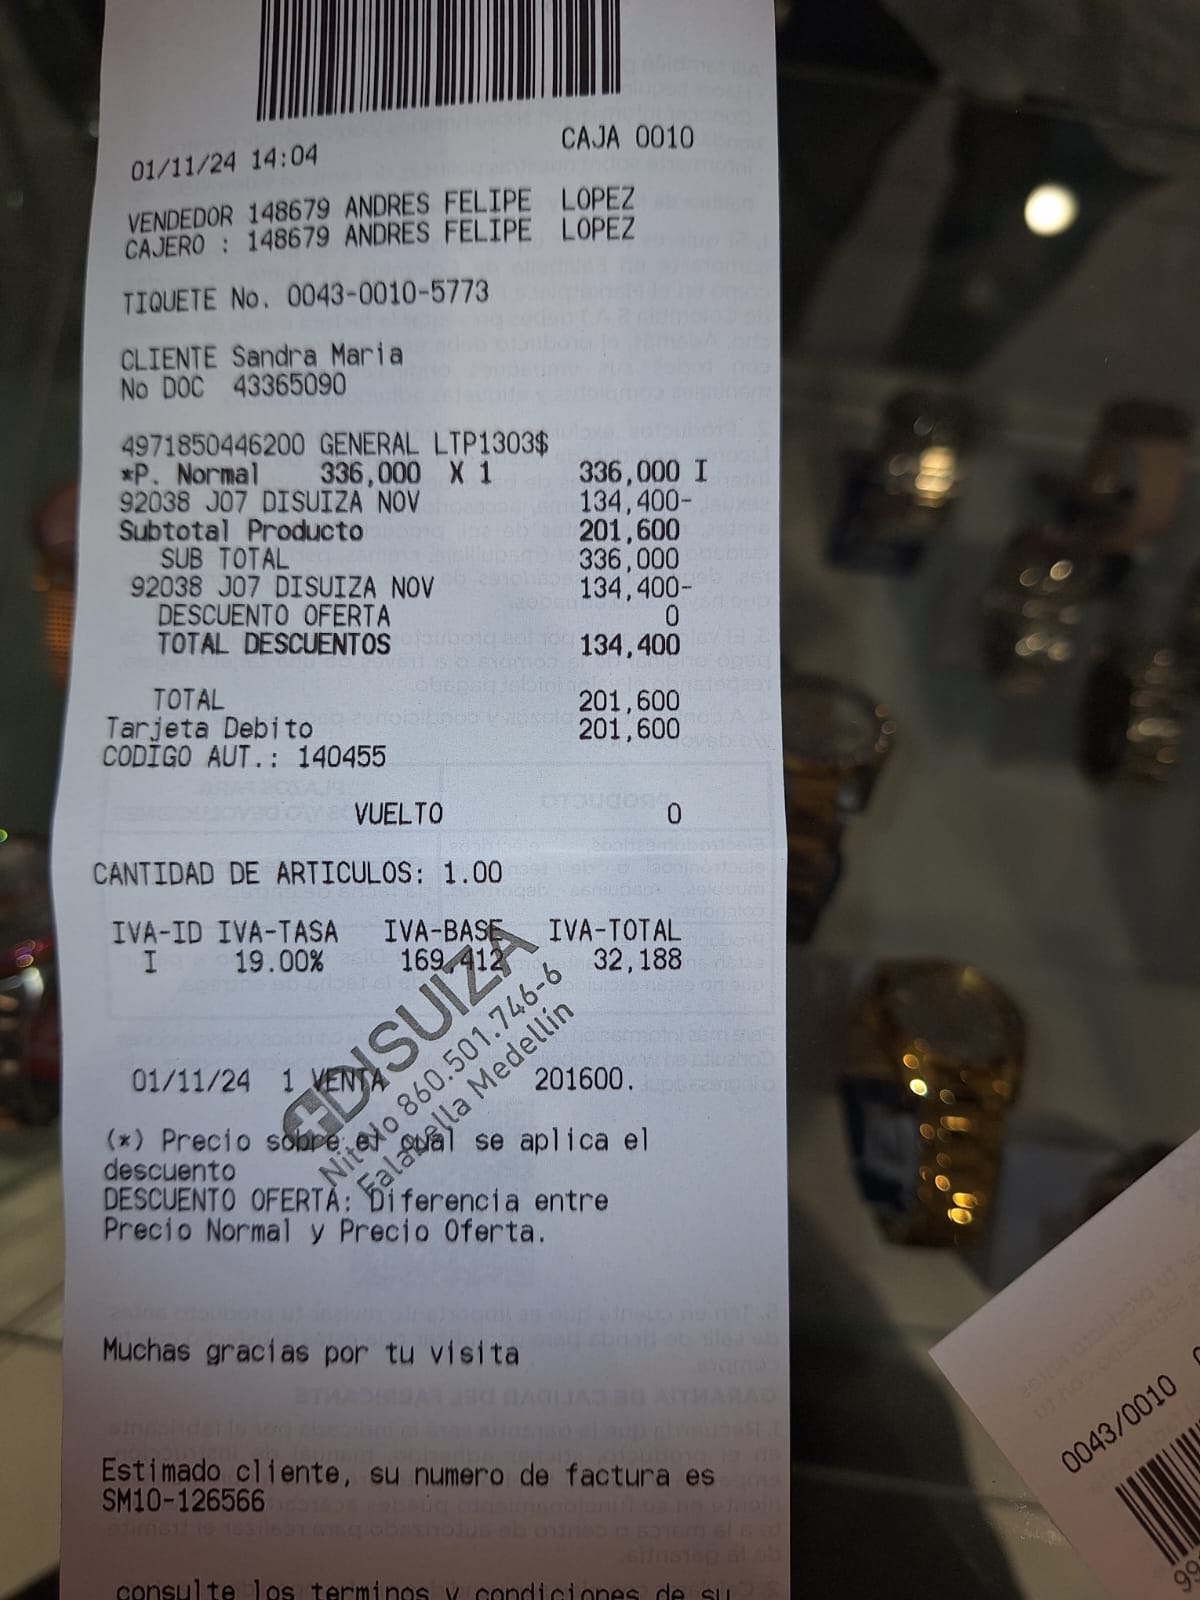 01/11/24 14:04 CAJA 0010
VENDEDOR 148679 ANDRES FELIPE LOPEZ
CAJERO : 148679 ANDRES FELIPE LOPEZ
TIQUETE No. 0043-0010-5773
CLIENTE Sandra Maria
No DOC 43365090
4971850446200 GENERAL LTP1303$
*P. Normal 336,000 X 1 336,000 I
92038 J07 DISUIZA NOV 134,400-
Subtotal Producto 201,600
SUB TOTAL 336,000
92038 J07 DISUIZA NOV 134,400-
DESCUENTO OFERTA 0
TOTAL DESCUENTOS 134,400
TOTAL 201,600
Tarjeta Debito 201,600
CODIGO AUT.: 140455
VUELTO 0
CANTIDAD DE ARTICULOS: 1.00
IVA-ID IVA-TASA IVA-BASE IVA-TOTAL
I 19.00% 169,412 32,188
DISUIZA
Nit No 860.501.746-6
Falabella Medellín
01/11/24 1 VENTA 201600.
(*) Precio sobre el cual se aplica el
descuento
DESCUENTO OFERTA: Diferencia entre
Precio Normal y Precio Oferta.
Muchas gracias por tu visita
Estimado cliente, su numero de factura es
SM10-126566
consulte los terminos y condiciones de su
0043/0010